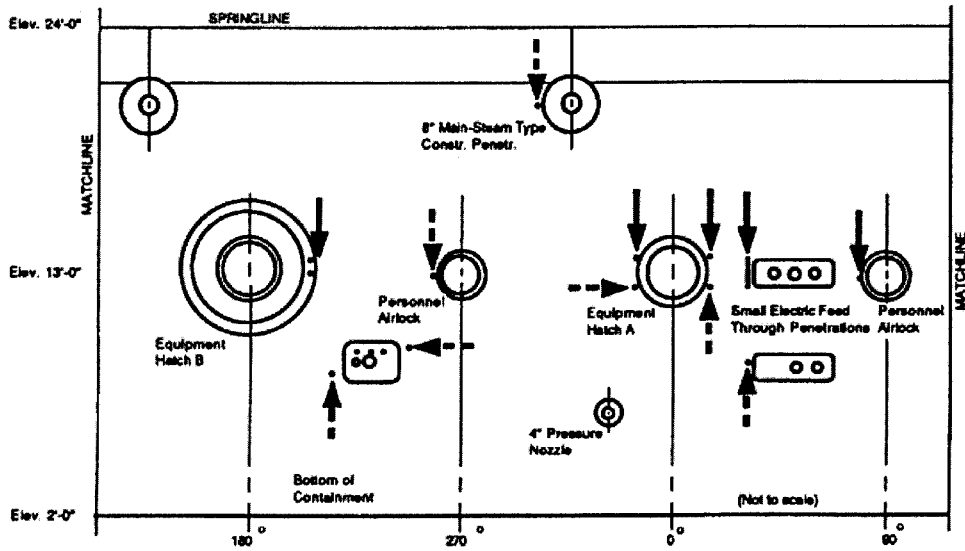 Elev. 24'-0"
SPRINGLINE
MATCHLINE
8" Main-Steam Type
Constr. Penetr.
Elev. 13'-0"
Personnel
Airlock
Equipment
Hatch A
Small Electric Feed
Through Penetrations
Personnel
Airlock
MATCHLINE
Equipment
Hatch B
4" Pressure
Nozzle
Bottom of
Containment
(Not to scale)
Elev. 2'-0"
180°
270°
0°
90°